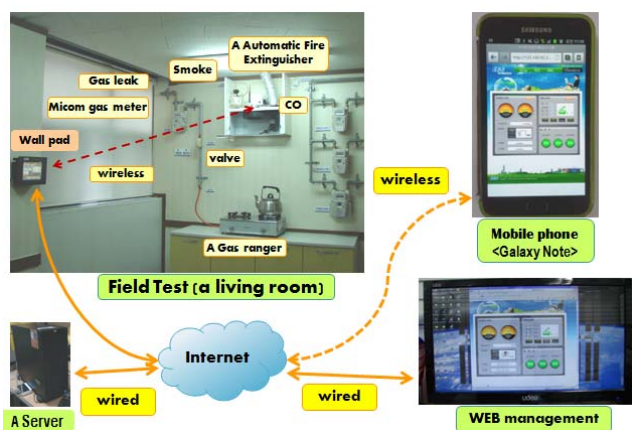 A Automatic Fire
Extinguisher
Smoke
Gas leak
Micom gas meter
CO
Wall pad
valve
wireless
A Gas ranger
Field Test (a living room)
SAMSUNG
wireless
Mobile phone
<Galaxy Note>
Internet
wired
wired
A Server
WEB management